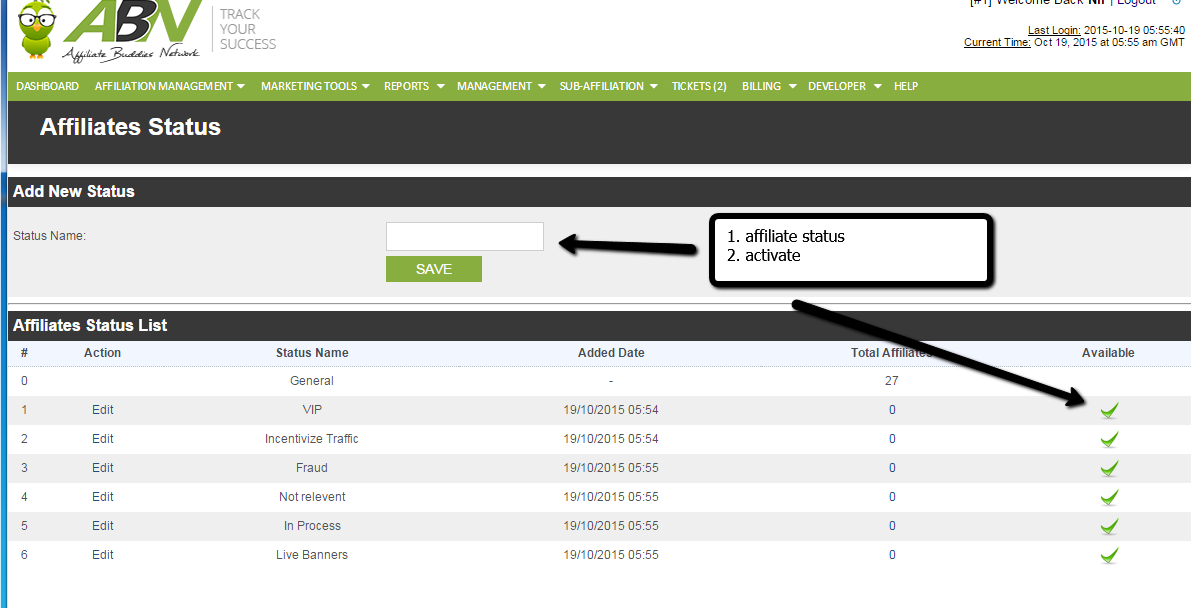 [#1] Welcome Back Nir | Logout
ABN
Affiliate Buddies Network
TRACK
YOUR
SUCCESS
Last Login: 2015-10-19 05:55:40
Current Time: Oct 19, 2015 at 05:55 am GMT
DASHBOARD AFFILIATION MANAGEMENT MARKETING TOOLS REPORTS MANAGEMENT SUB-AFFILIATION TICKETS (2) BILLING DEVELOPER HELP
Affiliates Status
Add New Status
Status Name:
SAVE
1. affiliate status
2. activate
Affiliates Status List
# Action Status Name Added Date Total Affiliates Available
0 General - 27
1 Edit VIP 19/10/2015 05:54 0
2 Edit Incentivize Traffic 19/10/2015 05:54 0
3 Edit Fraud 19/10/2015 05:55 0
4 Edit Not relevent 19/10/2015 05:55 0
5 Edit In Process 19/10/2015 05:55 0
6 Edit Live Banners 19/10/2015 05:55 0